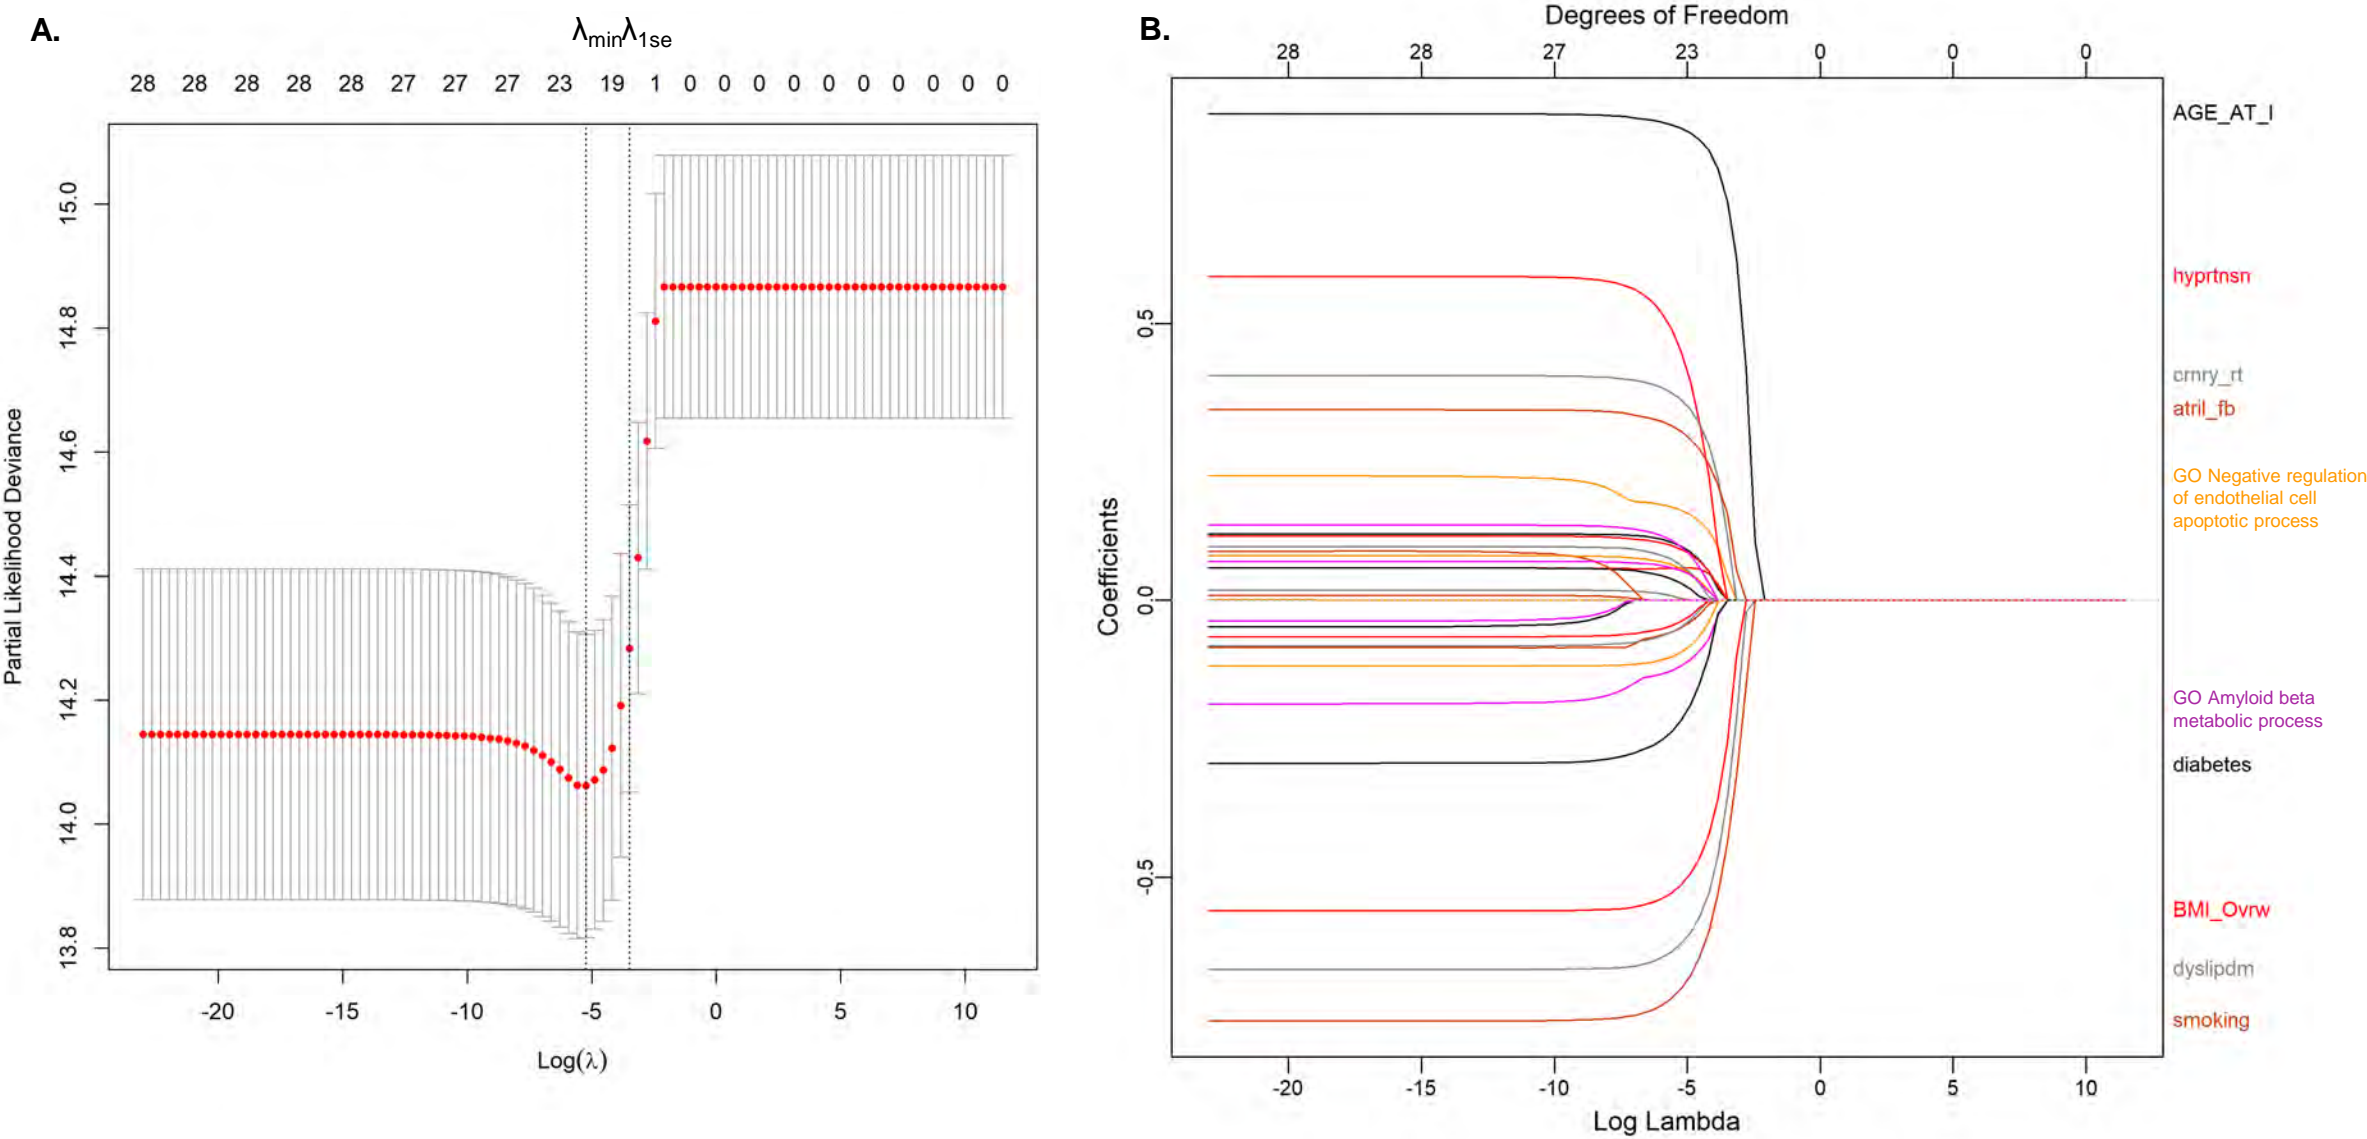 A.
λminλ1se
28 28 28 28 28 27 27 27 23 19 1 0 0 0 0 0 0 0 0 0 0
15.0
14.8
14.6
14.4
14.2
14.0
13.8
Partial Likelihood Deviance
-20 -15 -10 -5 0 5 10
Log(λ)
B.
Degrees of Freedom
28 28 27 23 0 0 0
0.5
0.0
-0.5
Coefficients
AGE_AT_I
hyprtnsn
crnry_rt
atril_fb
GO Negative regulation
of endothelial cell
apoptotic process
GO Amyloid beta
metabolic process
diabetes
BMI_Ovrw
dyslipdm
smoking
-20 -15 -10 -5 0 5 10
Log Lambda